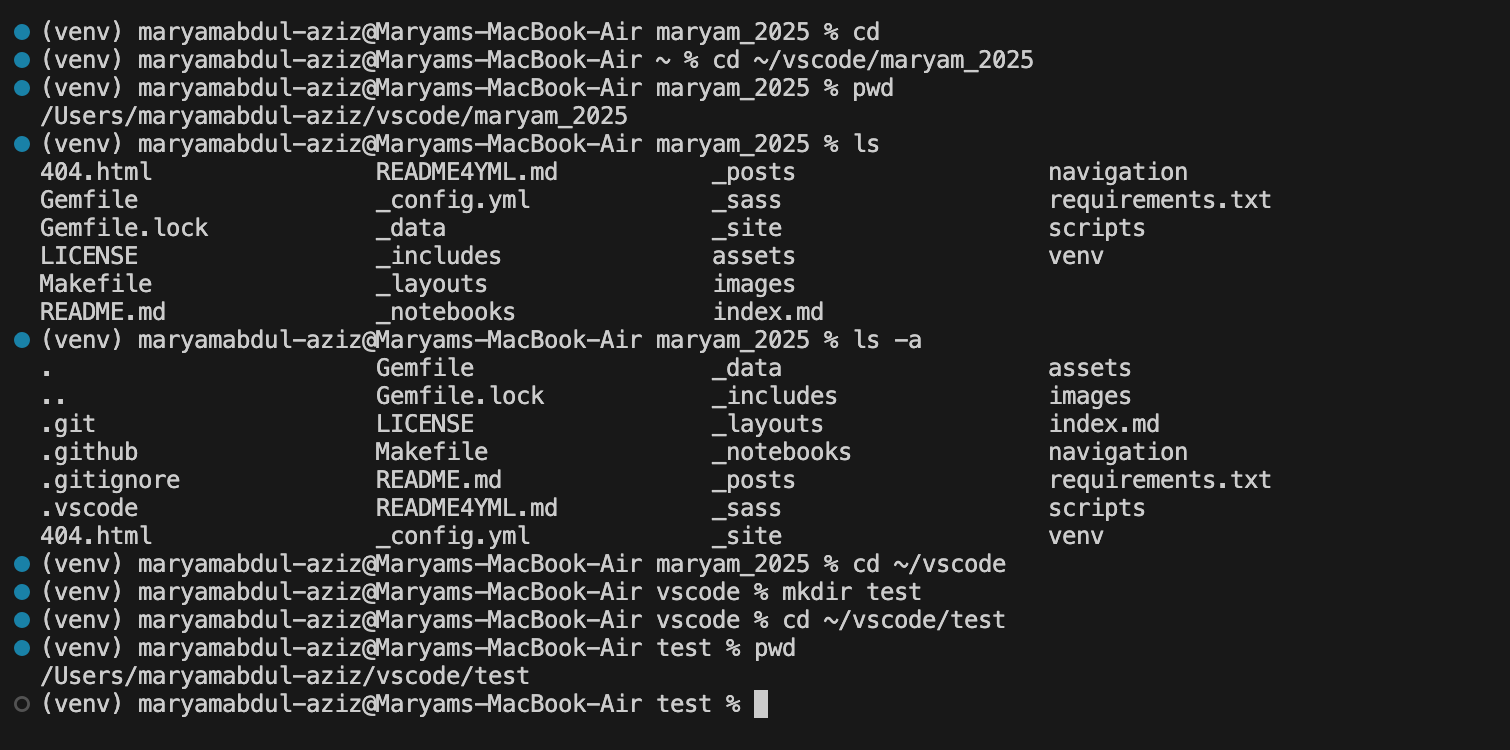 (venv) maryamabdul-aziz@Maryams-MacBook-Air maryam_2025 % cd
(venv) maryamabdul-aziz@Maryams-MacBook-Air ~ % cd ~/vscode/maryam_2025
(venv) maryamabdul-aziz@Maryams-MacBook-Air maryam_2025 % pwd
/Users/maryamabdul-aziz/vscode/maryam_2025
(venv) maryamabdul-aziz@Maryams-MacBook-Air maryam_2025 % ls
404.html README4YML.md _posts navigation
Gemfile _config.yml _sass requirements.txt
Gemfile.lock _data _site scripts
LICENSE _includes assets venv
Makefile _layouts images
README.md _notebooks index.md
(venv) maryamabdul-aziz@Maryams-MacBook-Air maryam_2025 % ls -a
. Gemfile _data assets
.. Gemfile.lock _includes images
.git LICENSE _layouts index.md
.github Makefile _notebooks navigation
.gitignore README.md _posts requirements.txt
.vscode README4YML.md _sass scripts
404.html _config.yml _site venv
(venv) maryamabdul-aziz@Maryams-MacBook-Air maryam_2025 % cd ~/vscode
(venv) maryamabdul-aziz@Maryams-MacBook-Air vscode % mkdir test
(venv) maryamabdul-aziz@Maryams-MacBook-Air vscode % cd ~/vscode/test
(venv) maryamabdul-aziz@Maryams-MacBook-Air test % pwd
/Users/maryamabdul-aziz/vscode/test
(venv) maryamabdul-aziz@Maryams-MacBook-Air test %